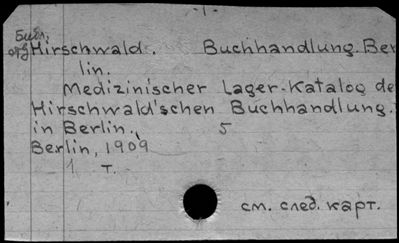 -1-
Библ.
Hirschwald. Buchhandlung. Ber
lin.
Medizinischer Lager-Katalog de
Hirschwald'schen Buchhandlung.
in Berlin. 5
Berlin, 1909
1 т.
см. след. карт.